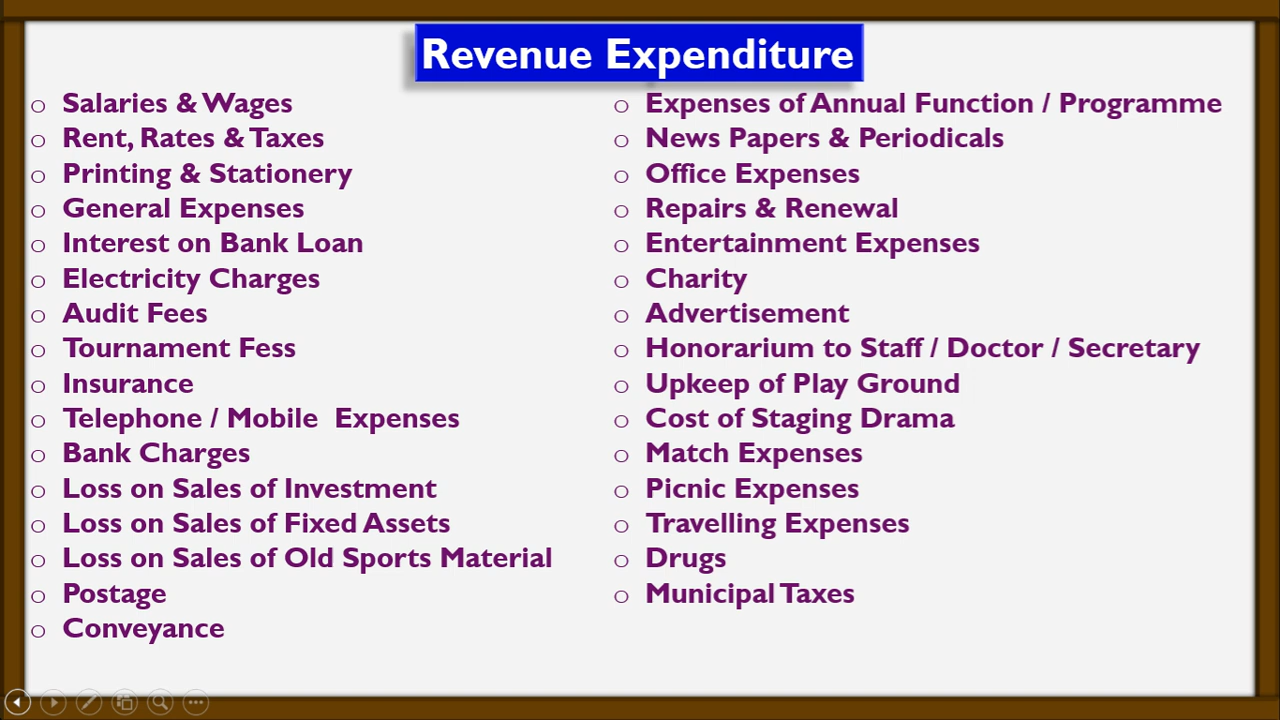 Revenue Expenditure
Salaries & Wages
Rent, Rates & Taxes
Printing & Stationery
General Expenses
Interest on Bank Loan
Electricity Charges
Audit Fees
Tournament Fess
Insurance
Telephone / Mobile  Expenses
Bank Charges
Loss on Sales of Investment
Loss on Sales of Fixed Assets
Loss on Sales of Old Sports Material
Postage
Conveyance
Expenses of Annual Function / Programme
News Papers & Periodicals
Office Expenses
Repairs & Renewal
Entertainment Expenses
Charity
Advertisement
Honorarium to Staff / Doctor / Secretary
Upkeep of Play Ground
Cost of Staging Drama
Match Expenses
Picnic Expenses
Travelling Expenses
Drugs
Municipal Taxes